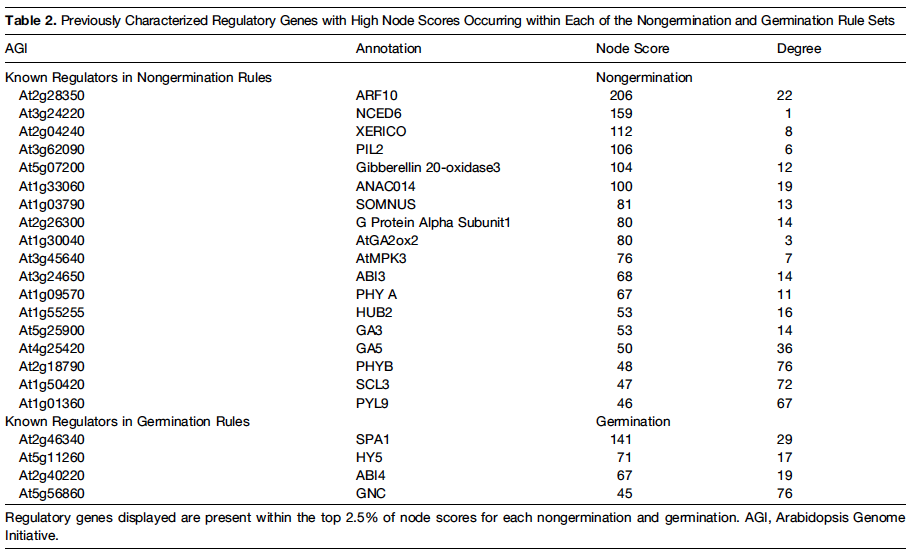 Table 2. Previously Characterized Regulatory Genes with High Node Scores Occurring within Each of the Nongermination and Germination Rule Sets
AGI Annotation Node Score Degree
Known Regulators in Nongermination Rules Nongermination
At2g28350 ARF10 206 22
At3g24220 NCED6 159 1
At2g04240 XERICO 112 8
At3g62090 PIL2 106 6
At5g07200 Gibberellin 20-oxidase3 104 12
At1g33060 ANAC014 100 19
At1g03790 SOMNUS 81 13
At2g26300 G Protein Alpha Subunit1 80 14
At1g30040 AtGA2ox2 80 3
At3g45640 AtMPK3 76 7
At3g24650 ABI3 68 14
At1g09570 PHY A 67 11
At1g55255 HUB2 53 16
At5g25900 GA3 53 14
At4g25420 GA5 50 36
At2g18790 PHYB 48 76
At1g50420 SCL3 47 72
At1g01360 PYL9 46 67
Known Regulators in Germination Rules Germination
At2g46340 SPA1 141 29
At5g11260 HY5 71 17
At2g40220 ABI4 67 19
At5g56860 GNC 45 76
Regulatory genes displayed are present within the top 2.5% of node scores for each nongermination and germination. AGI, Arabidopsis Genome
Initiative.